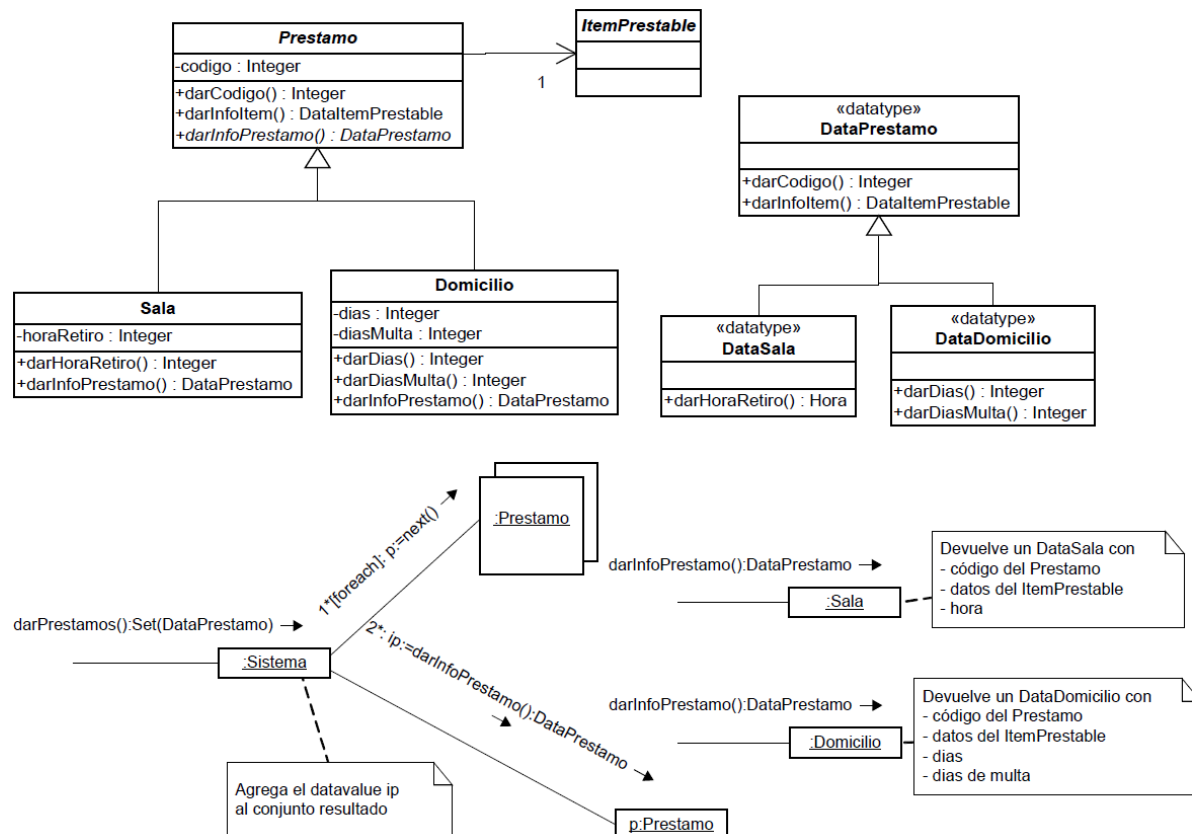 Prestamo
-codigo : Integer
+darCodigo() : Integer
+darInfoItem() : DataItemPrestable
+darInfoPrestamo() : DataPrestamo
1
ItemPrestable
«datatype»
DataPrestamo
+darCodigo() : Integer
+darInfoItem() : DataItemPrestable
Sala
-horaRetiro : Integer
+darHoraRetiro() : Integer
+darInfoPrestamo() : DataPrestamo
Domicilio
-dias : Integer
-diasMulta : Integer
+darDias() : Integer
+darDiasMulta() : Integer
+darInfoPrestamo() : DataPrestamo
«datatype»
DataSala
+darHoraRetiro() : Hora
«datatype»
DataDomicilio
+darDias() : Integer
+darDiasMulta() : Integer
darPrestamos():Set(DataPrestamo)
:Sistema
1*[foreach]: p:=next()
:Prestamo
2*: ip:=darInfoPrestamo():DataPrestamo
p:Prestamo
Agrega el datavalue ip
al conjunto resultado
darInfoPrestamo():DataPrestamo
:Sala
Devuelve un DataSala con
- código del Prestamo
- datos del ItemPrestable
- hora
darInfoPrestamo():DataPrestamo
:Domicilio
Devuelve un DataDomicilio con
- código del Prestamo
- datos del ItemPrestable
- dias
- dias de multa